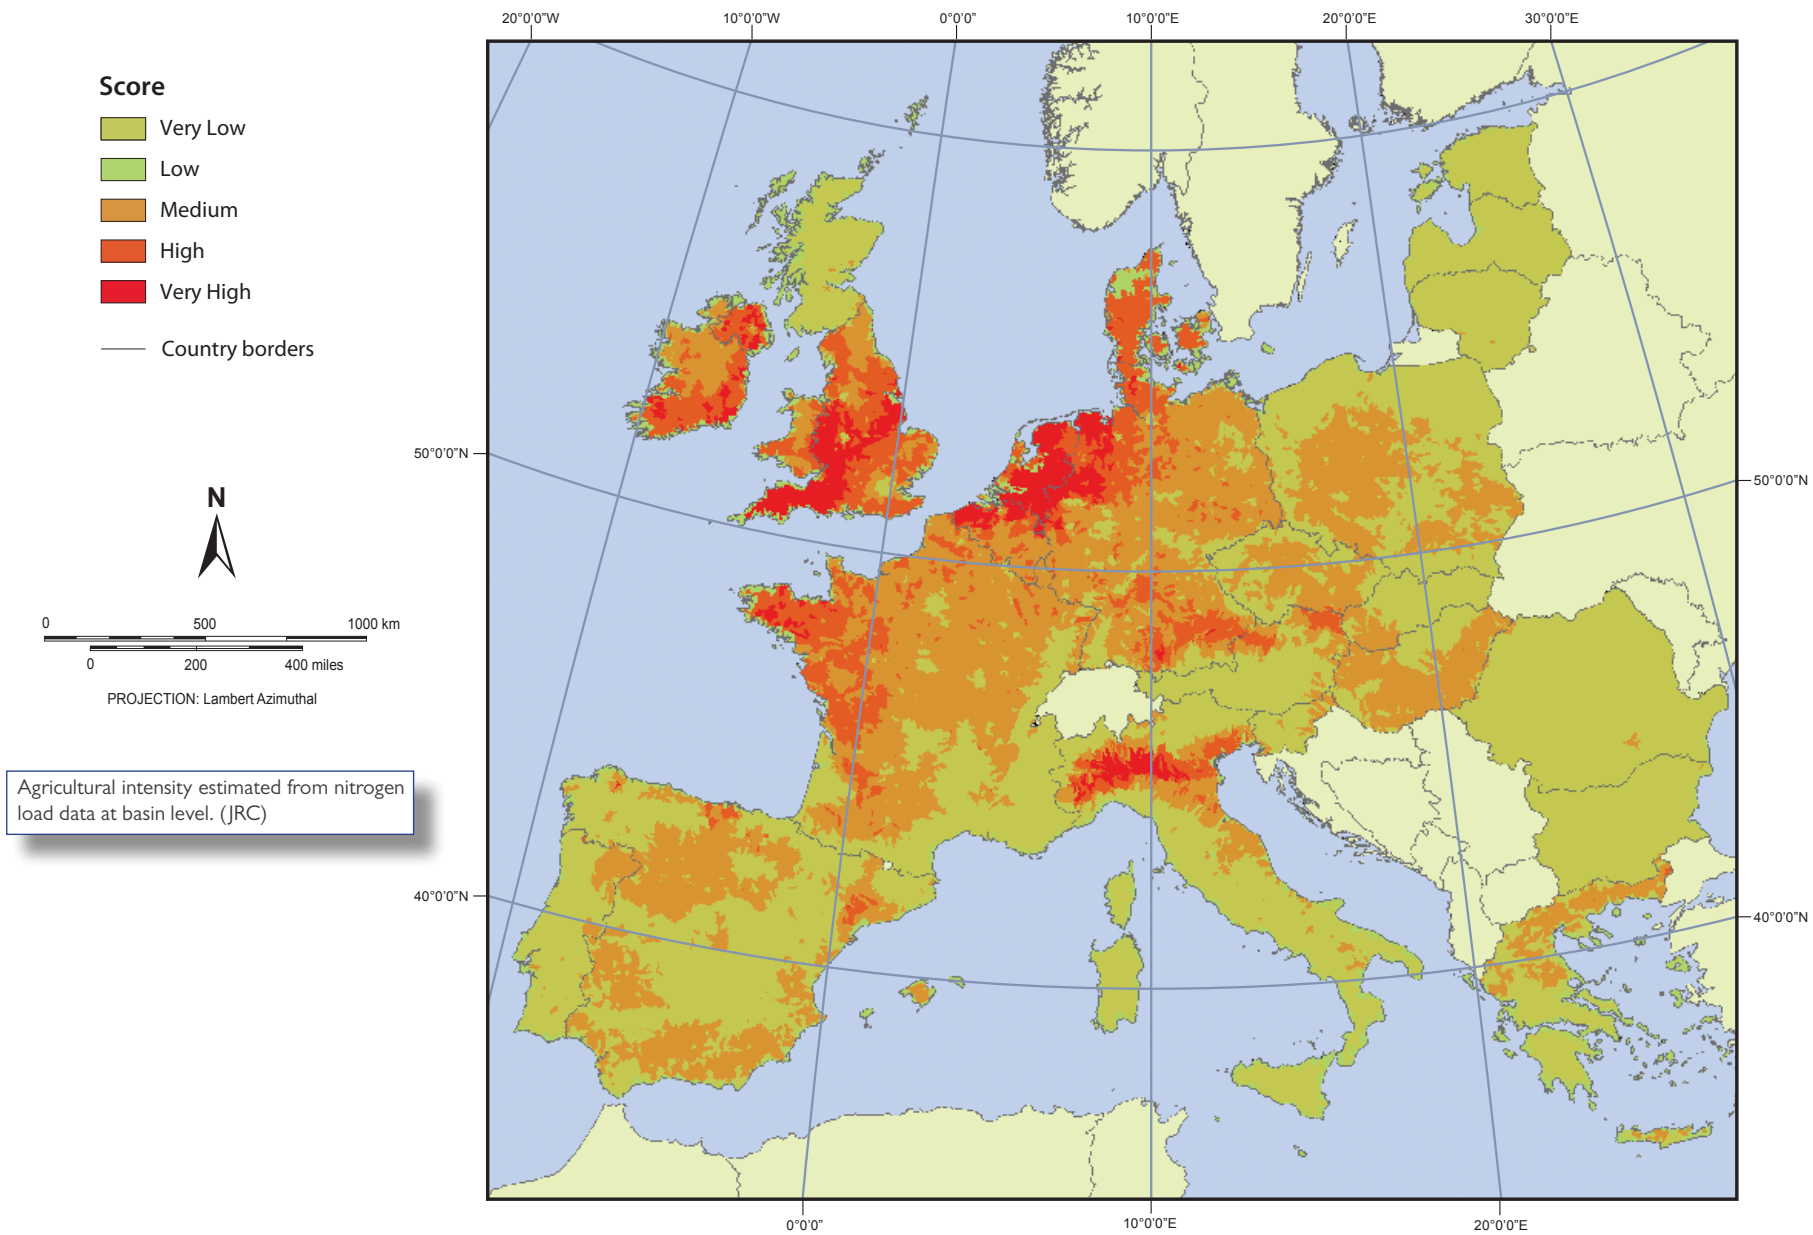 20°0'0"W
10°0'0"W
0°0'0"
10°0'0"E
20°0'0"E
30°0'0"E
Score
Very Low
Low
Medium
High
Very High
Country borders
50°0'0"N
50°0'0"N
N
0 500 1000 km
0 200 400 miles
PROJECTION: Lambert Azimuthal
Agricultural intensity estimated from nitrogen
load data at basin level. (JRC)
40°0'0"N
40°0'0"N
0°0'0"
10°0'0"E
20°0'0"E